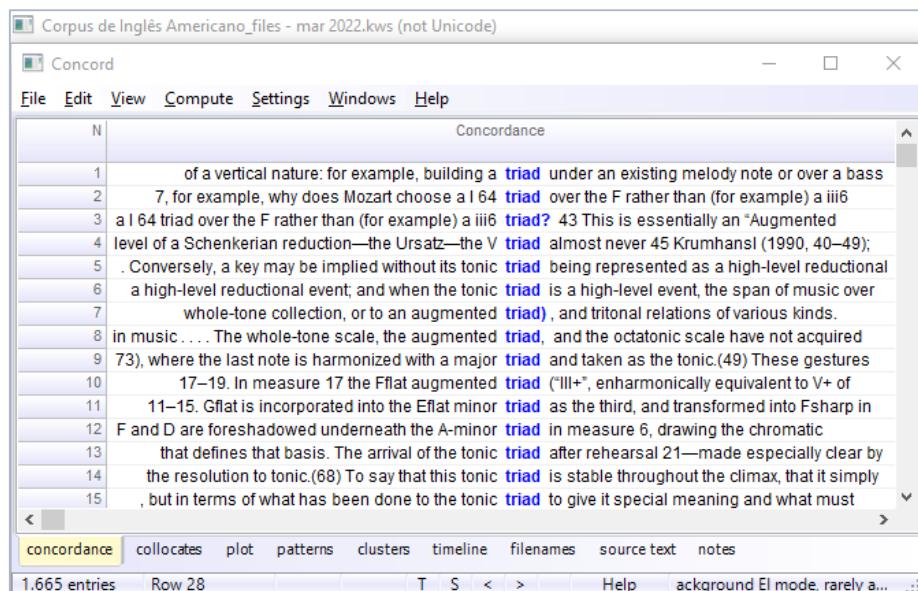 Corpus de Inglês Americano_files - mar 2022.kws (not Unicode)
Concord
File Edit View Compute Settings Windows Help
N Concordance
1 of a vertical nature: for example, building a triad under an existing melody note or over a bass
2 7, for example, why does Mozart choose a I 64 triad over the F rather than (for example) a iii6
3 a I 64 triad over the F rather than (for example) a iii6 triad? 43 This is essentially an “Augmented
4 level of a Schenkerian reduction—the Ursatz—the V triad almost never 45 Krumhansl (1990, 40–49);
5 . Conversely, a key may be implied without its tonic triad being represented as a high-level reductional
6 a high-level reductional event; and when the tonic triad is a high-level event, the span of music over
7 whole-tone collection, or to an augmented triad) , and tritonal relations of various kinds.
8 in music . . . . The whole-tone scale, the augmented triad, and the octatonic scale have not acquired
9 73), where the last note is harmonized with a major triad and taken as the tonic.(49) These gestures
10 17–19. In measure 17 the Fflat augmented triad (“III+”, enharmonically equivalent to V+ of
11 11–15. Gflat is incorporated into the Eflat minor triad as the third, and transformed into Fsharp in
12 F and D are foreshadowed underneath the A-minor triad in measure 6, drawing the chromatic
13 that defines that basis. The arrival of the tonic triad after rehearsal 21—made especially clear by
14 the resolution to tonic.(68) To say that this tonic triad is stable throughout the climax, that it simply
15 , but in terms of what has been done to the tonic triad to give it special meaning and what must
concordance collocates plot patterns clusters timeline filenames source text notes
1.665 entries Row 28 T S < > Help ackground EI mode, rarely a...